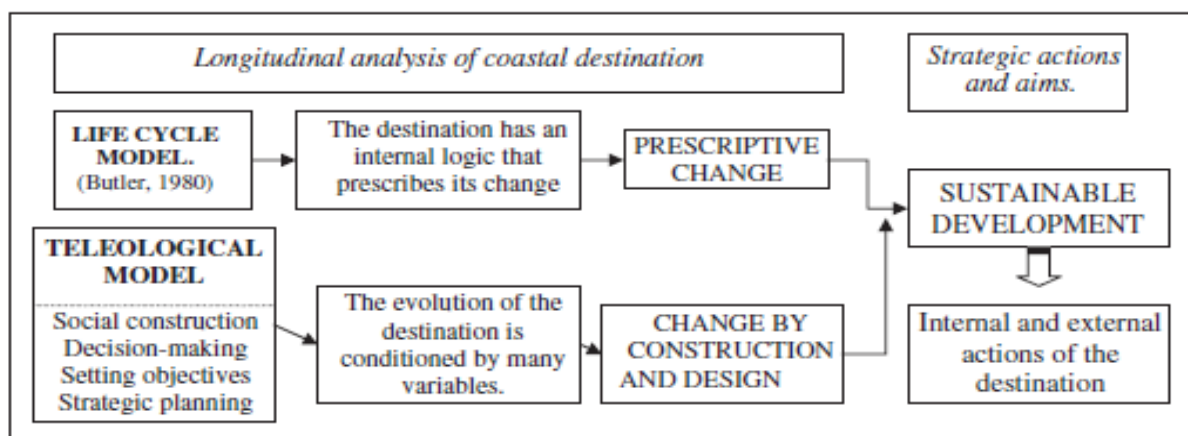 Longitudinal analysis of coastal destination
Strategic actions
and aims.
LIFE CYCLE
MODEL.
(Butler, 1980)
The destination has an
internal logic that
prescribes its change
PRESCRIPTIVE
CHANGE
SUSTAINABLE
DEVELOPMENT
TELEOLOGICAL
MODEL
Social construction
Decision-making
Setting objectives
Strategic planning
The evolution of the
destination is
conditioned by many
variables.
CHANGE BY
CONSTRUCTION
AND DESIGN
Internal and external
actions of the
destination